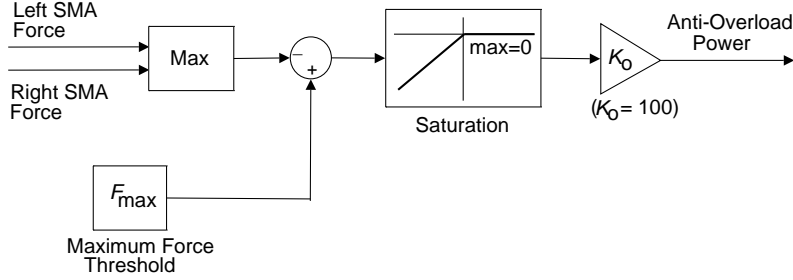 Left SMA
Force
Right SMA
Force
Max
−
+
max=0
Saturation
Ko
(Ko = 100)
Anti-Overload
Power
Fmax
Maximum Force
Threshold